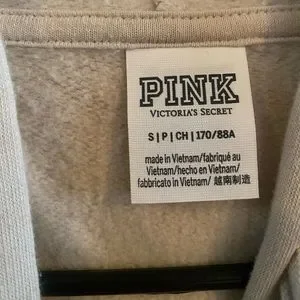 PINK
VICTORIA'S SECRET
S | P | CH | 170/88A
made in Vietnam/fabriqué au
Vietnam/hecho en Vietnam/
fabbricato in Vietnam/ 越南制造